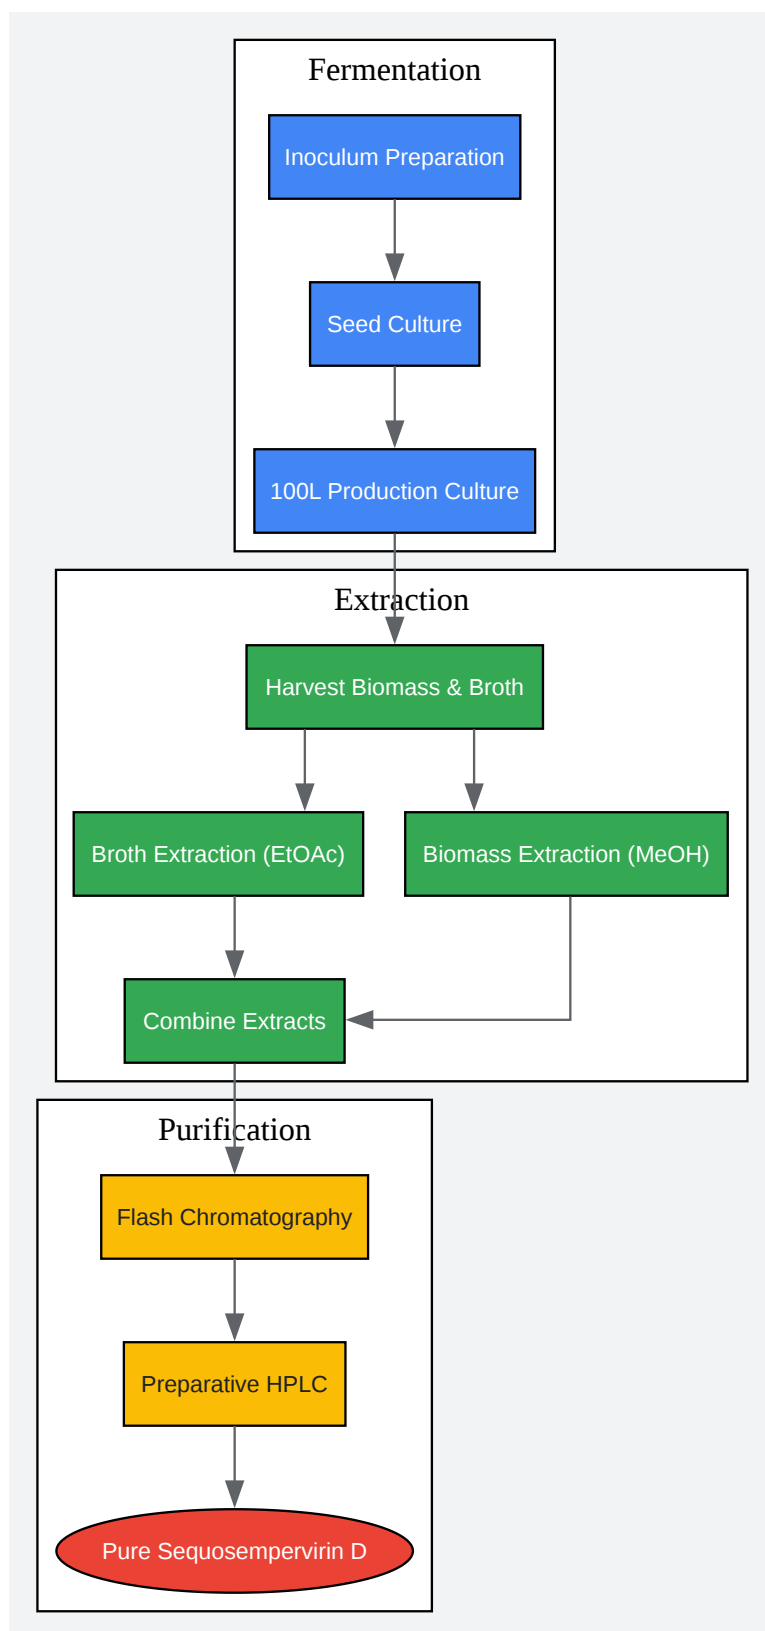 Fermentation
Inoculum Preparation
Seed Culture
100L Production Culture
Extraction
Harvest Biomass & Broth
Broth Extraction (EtOAc)
Biomass Extraction (MeOH)
Combine Extracts
Purification
Flash Chromatography
Preparative HPLC
Pure Sequosempervirin D